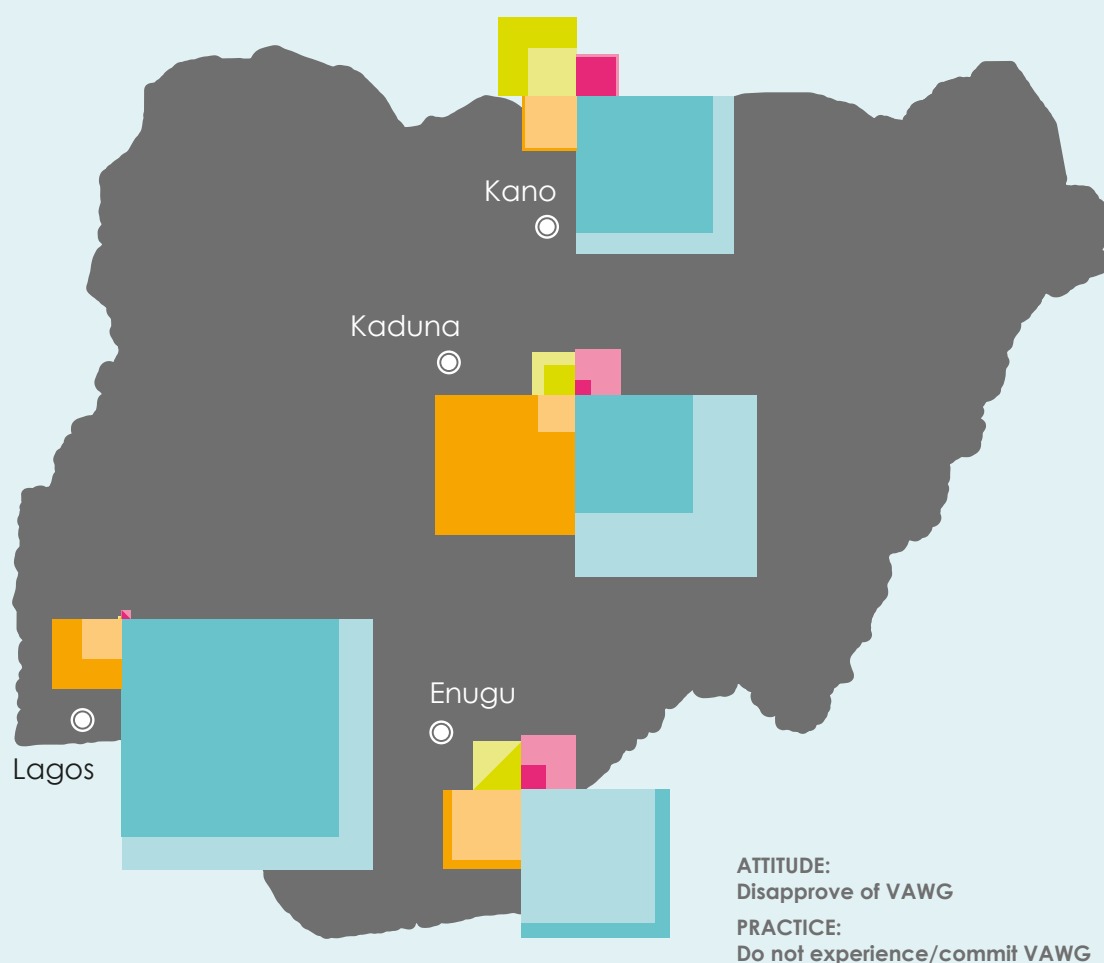 Kano
Kaduna
Enugu
Lagos
ATTITUDE:
Disapprove of VAWG
PRACTICE:
Do not experience/commit VAWG